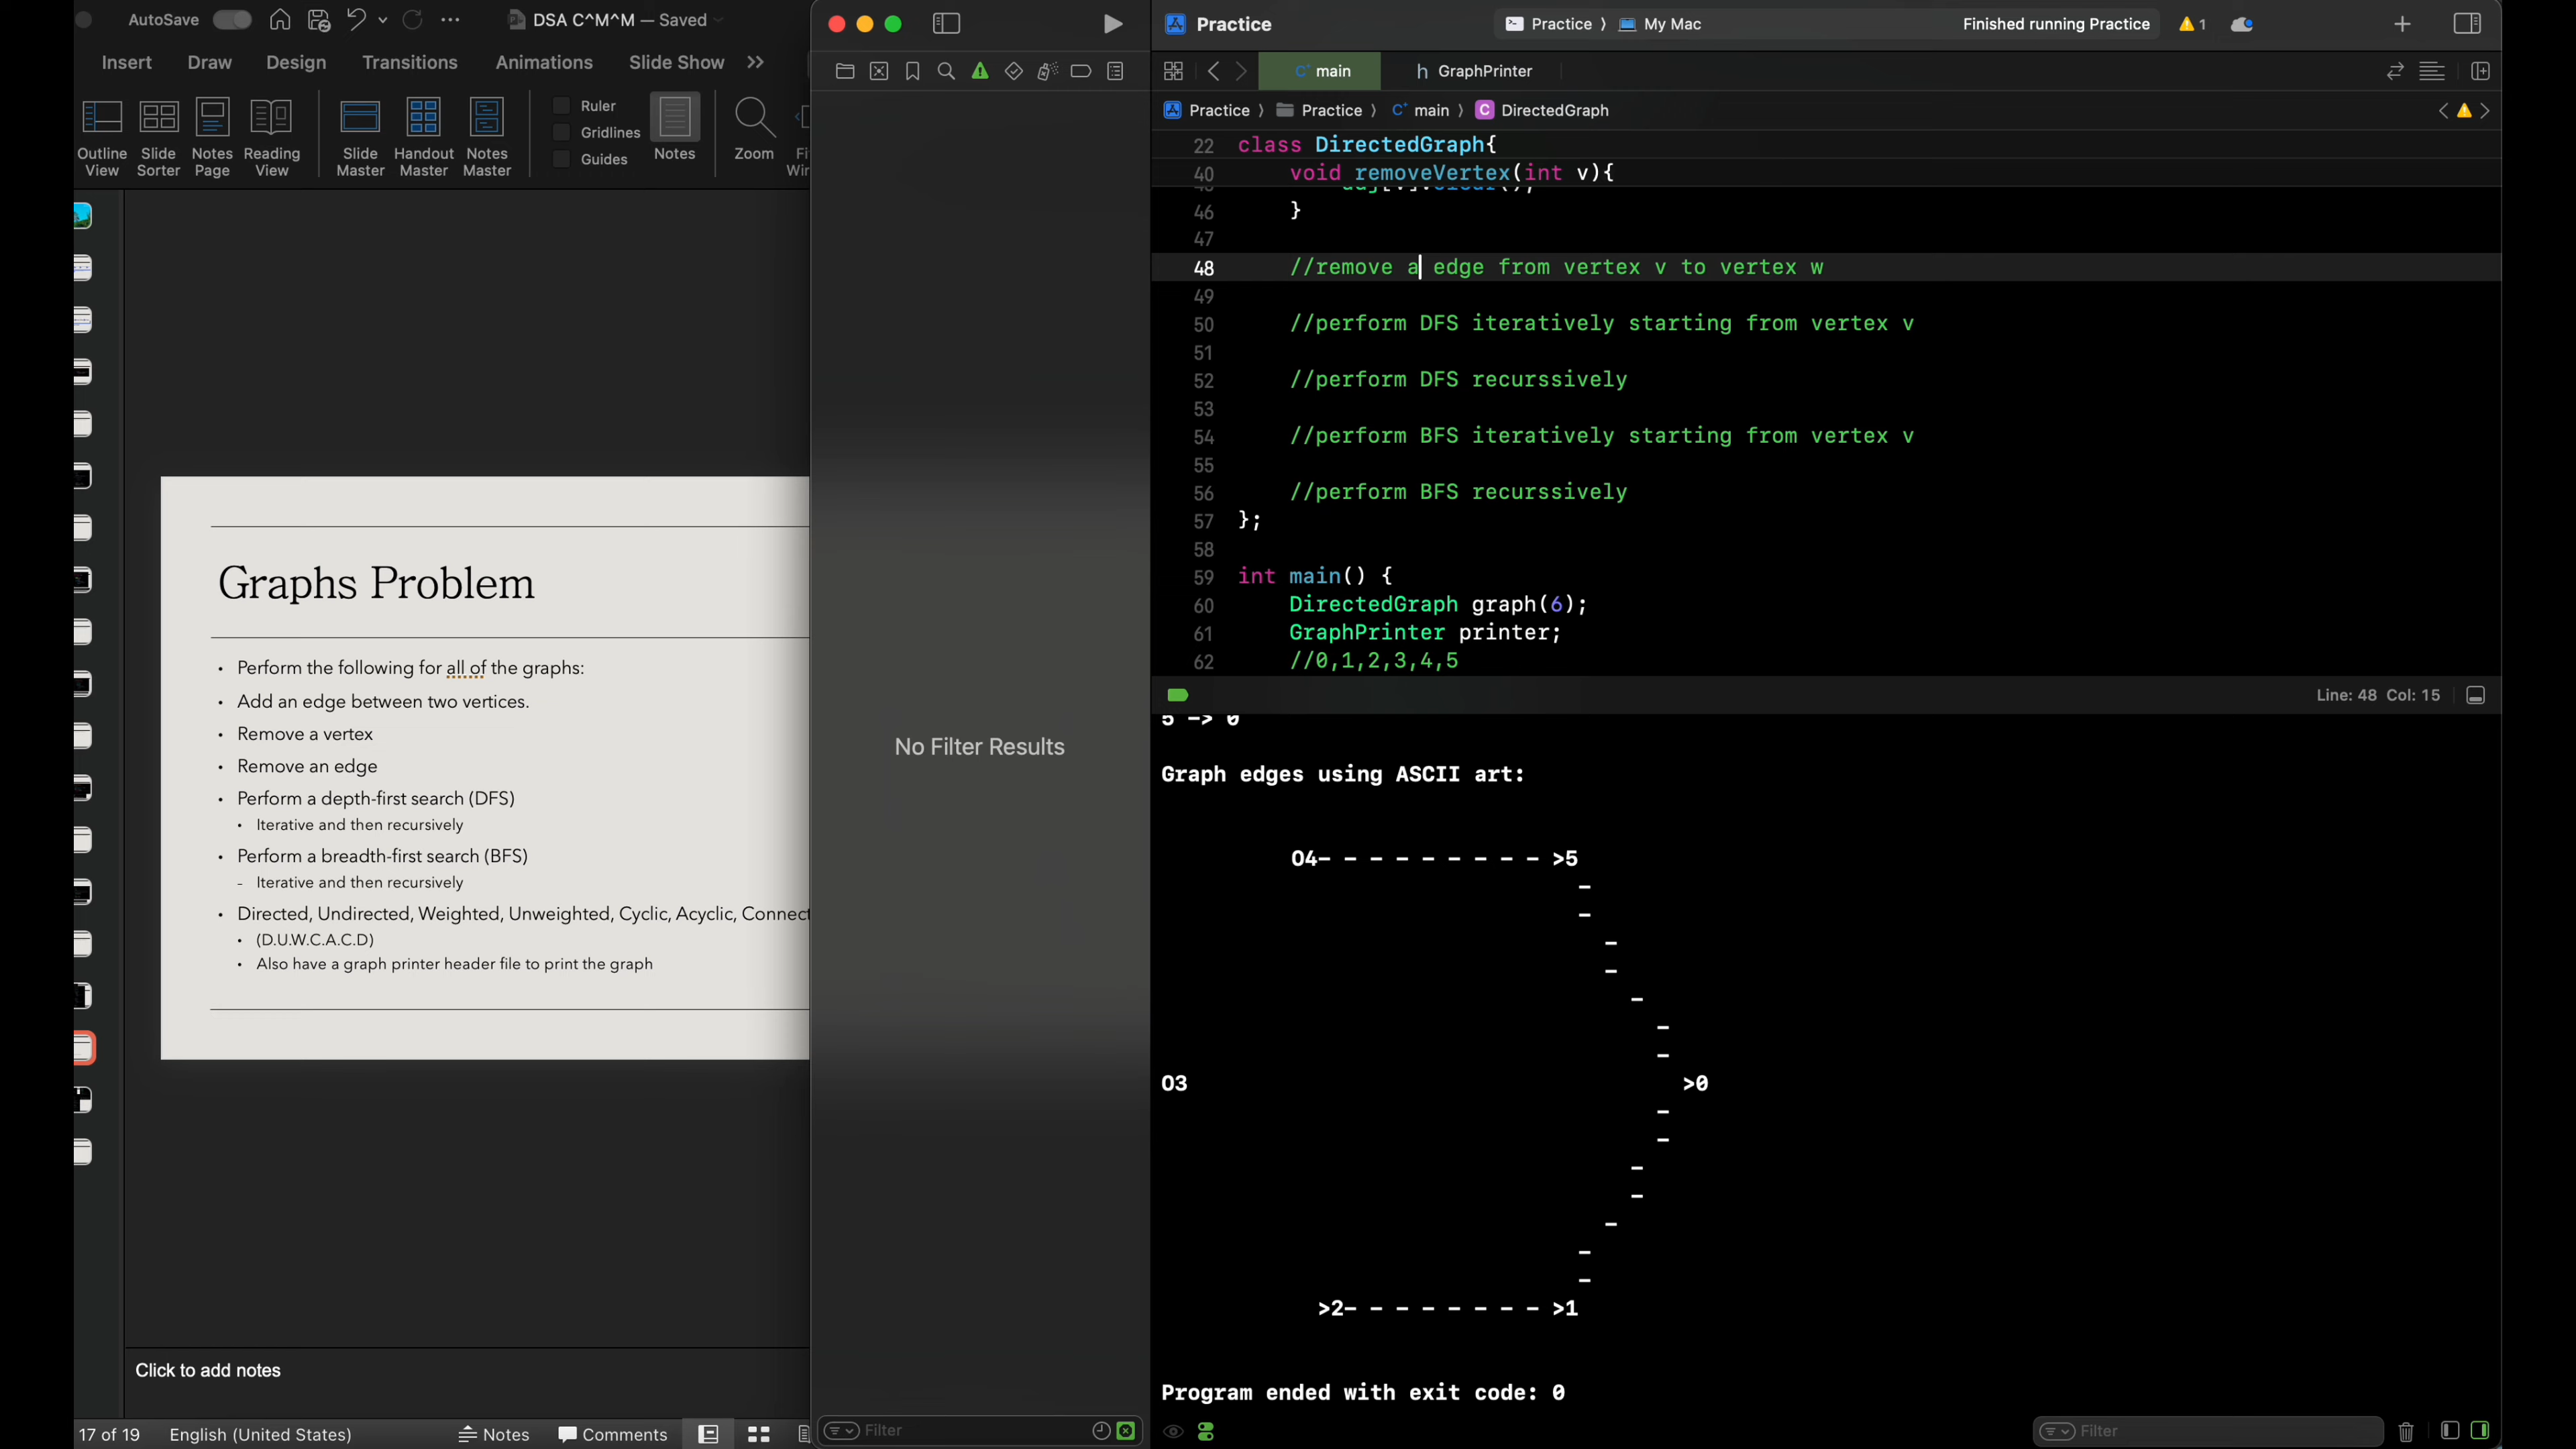 AutoSave
DSA C^M^M — Saved
Insert Draw Design Transitions Animations Slide Show
Outline View
Slide Sorter
Notes Page
Reading View
Slide Master
Handout Master
Notes Master
Ruler
Gridlines
Guides
Notes
Zoom
Graphs Problem
• Perform the following for all of the graphs:
• Add an edge between two vertices.
• Remove a vertex
• Remove an edge
• Perform a depth-first search (DFS)
• Iterative and then recursively
• Perform a breadth-first search (BFS)
- Iterative and then recursively
• Directed, Undirected, Weighted, Unweighted, Cyclic, Acyclic, Connect
• (D.U.W.C.A.C.D)
• Also have a graph printer header file to print the graph
Click to add notes
17 of 19 English (United States) Notes Comments
No Filter Results
Filter
Practice
Practice ⟩ My Mac
Finished running Practice
1
main
GraphPrinter
Practice ⟩ Practice ⟩ main ⟩ DirectedGraph
22 class DirectedGraph{
40 void removeVertex(int v){
46 }
47
48 //remove a edge from vertex v to vertex w
49
50 //perform DFS iteratively starting from vertex v
51
52 //perform DFS recurssively
53
54 //perform BFS iteratively starting from vertex v
55
56 //perform BFS recurssively
57 };
58
59 int main() {
60 DirectedGraph graph(6);
61 GraphPrinter printer;
62 //0,1,2,3,4,5
Line: 48 Col: 15
5 -> 0
Graph edges using ASCII art:
O4- - - - - - - - - >5
O3 >0
>2- - - - - - - - >1
Program ended with exit code: 0
Filter